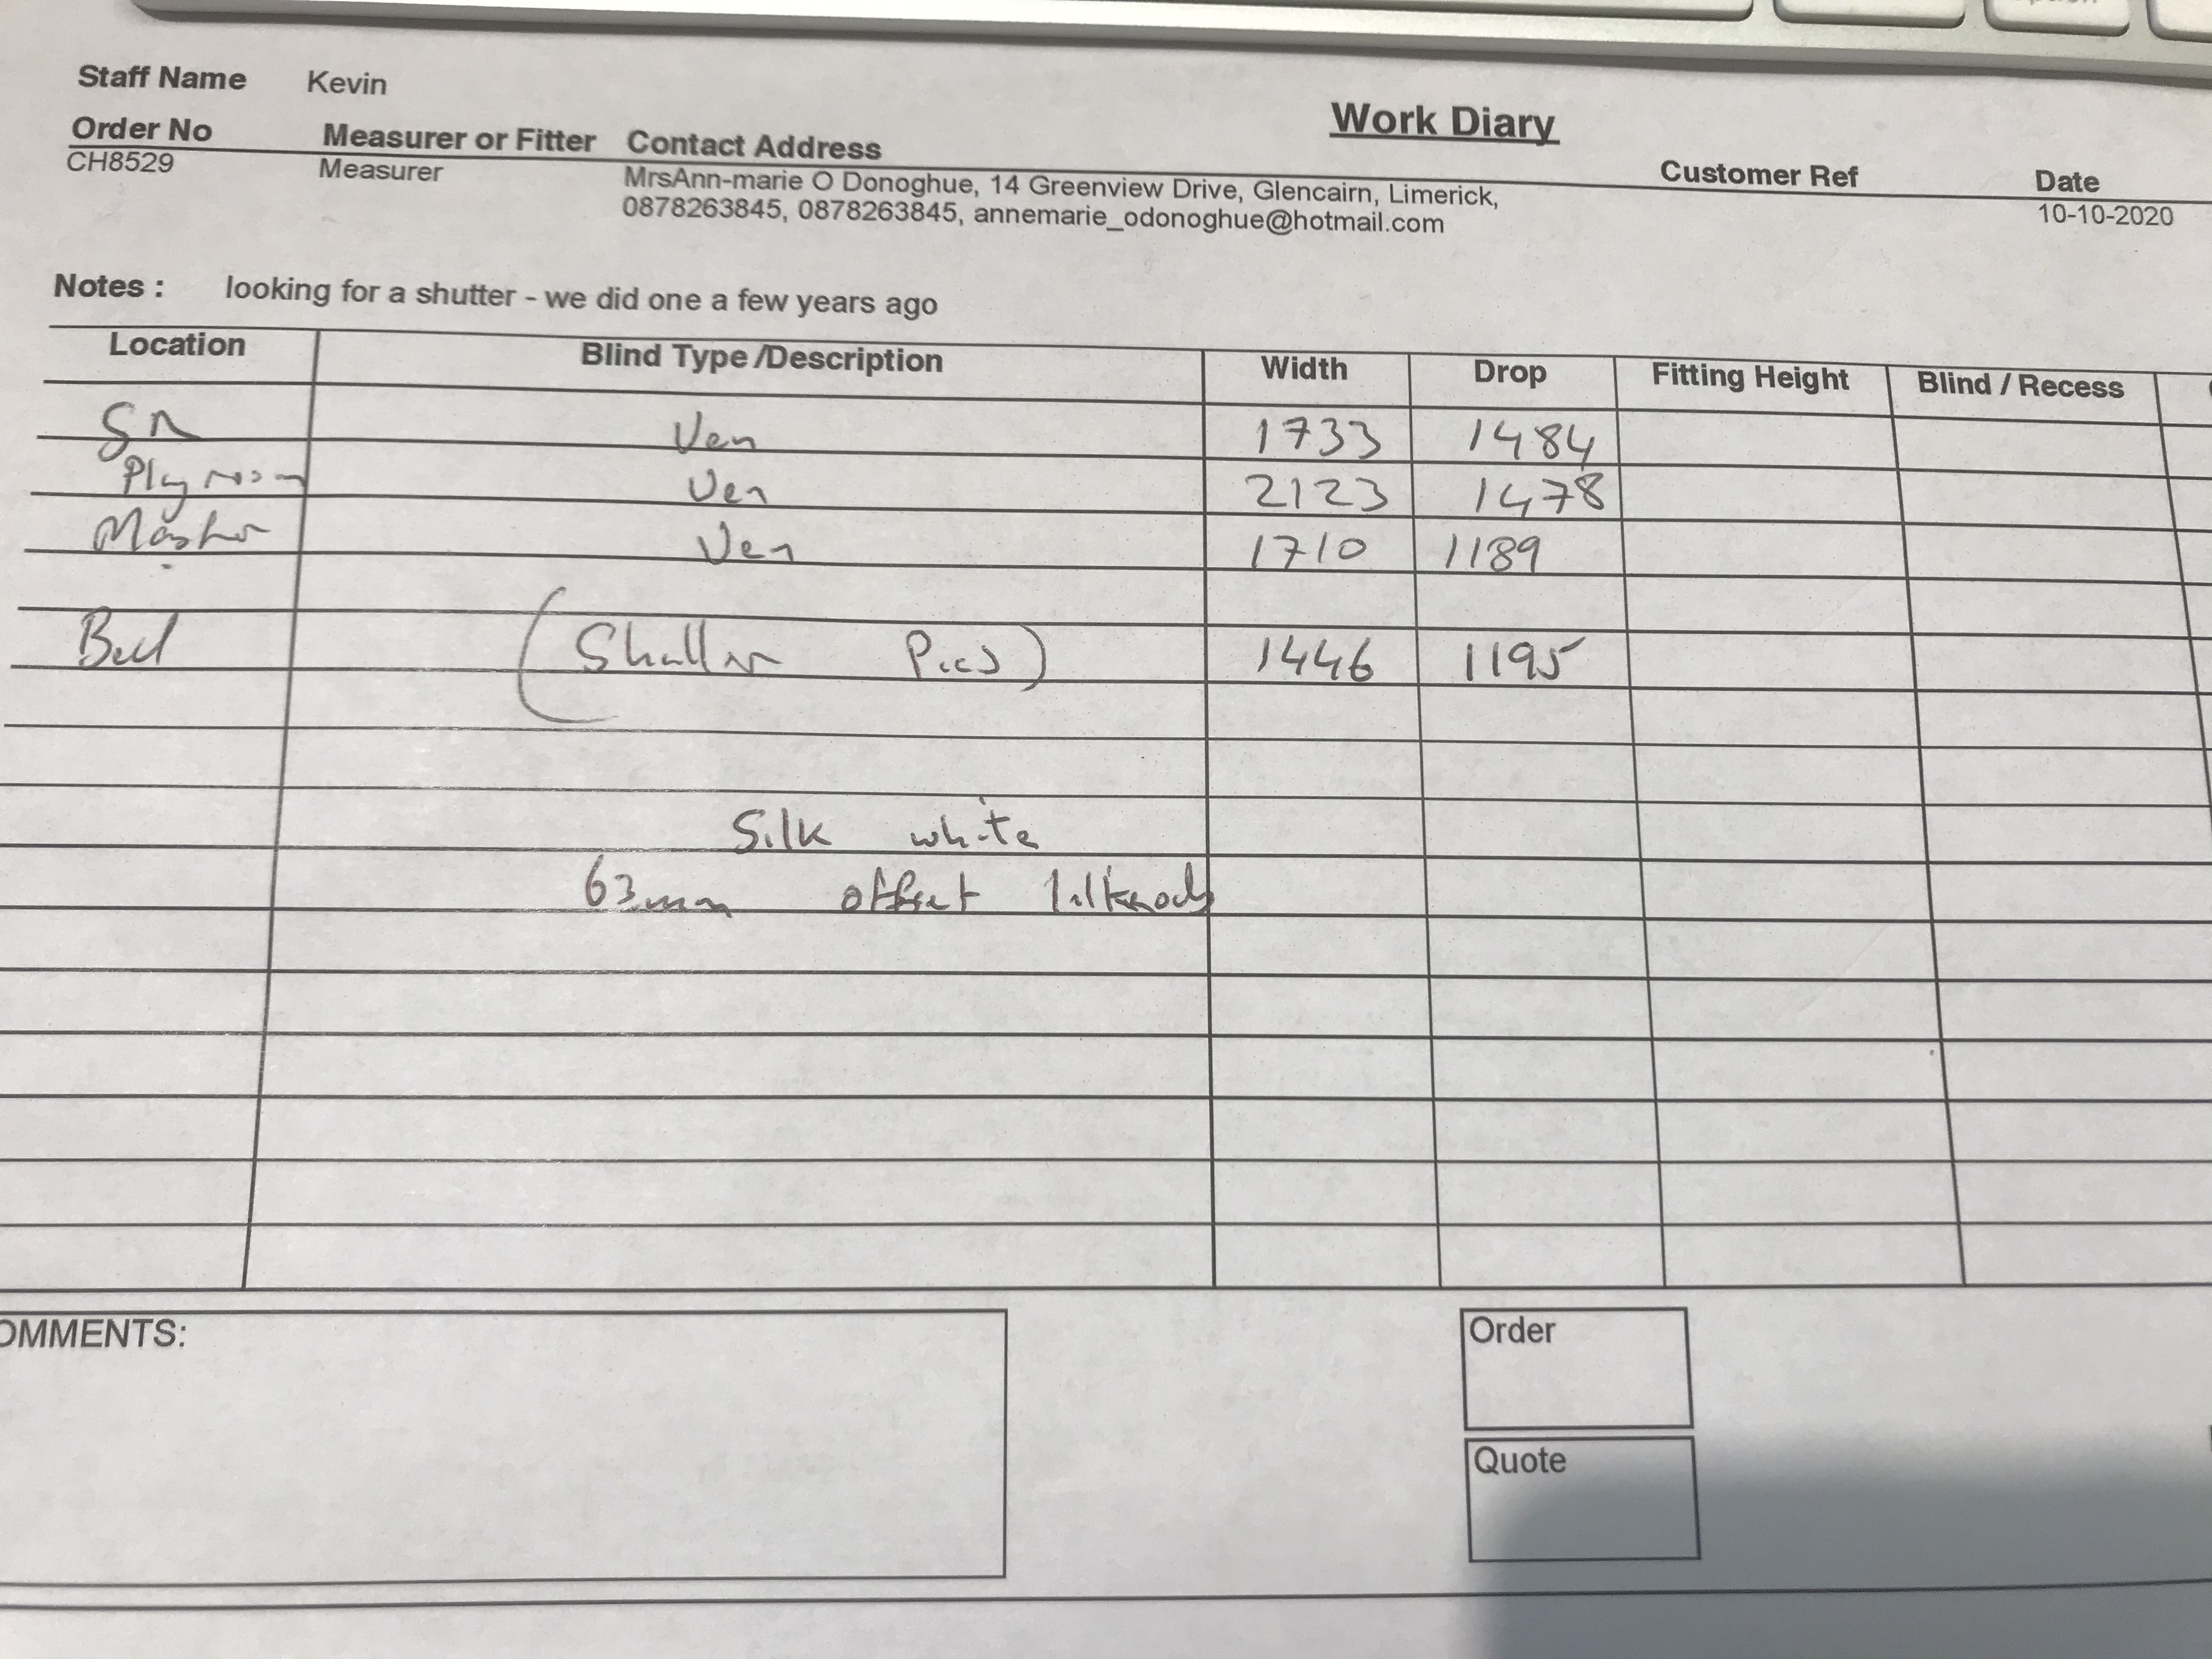 Staff Name Kevin
Work Diary
Order No Measurer or Fitter Contact Address Customer Ref Date
CH8529 Measurer MrsAnn-marie O Donoghue, 14 Greenview Drive, Glencairn, Limerick, 10-10-2020
0878263845, 0878263845, annemarie_odonoghue@hotmail.com
Notes : looking for a shutter - we did one a few years ago
Location Blind Type /Description Width Drop Fitting Height Blind / Recess
Ven 1733 1484
Playroom Ven 2123 1478
Master Ven 1710 1189
Bed ( Pics) 1446 1195
Silk white
63mm offset
OMMENTS:
Order
Quote